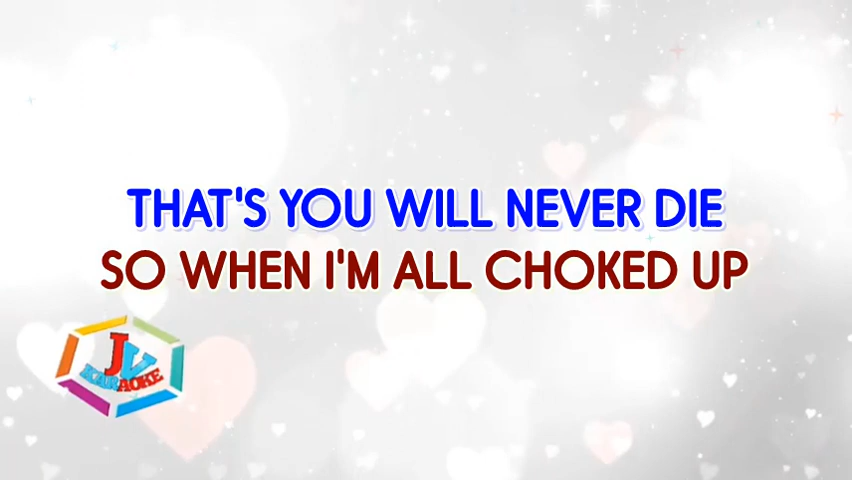 THAT'S YOU WILL NEVER DIE
SO WHEN I'M ALL CHOKED UP
JV
KARAOKE